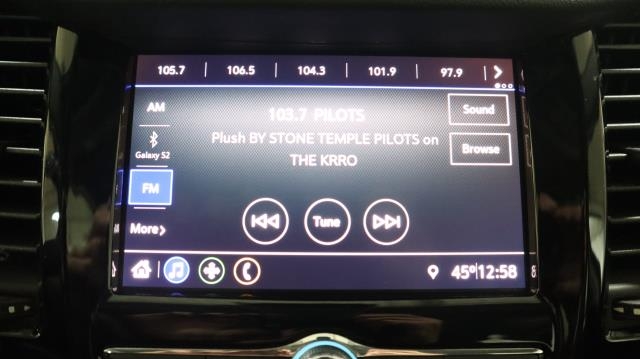 105.7 106.5 104.3 101.9 97.9
AM
103.7 PILOTS
Sound
Galaxy S2
Plush BY STONE TEMPLE PILOTS on
THE KRRO
Browse
FM
More
Tune
45° 12:58